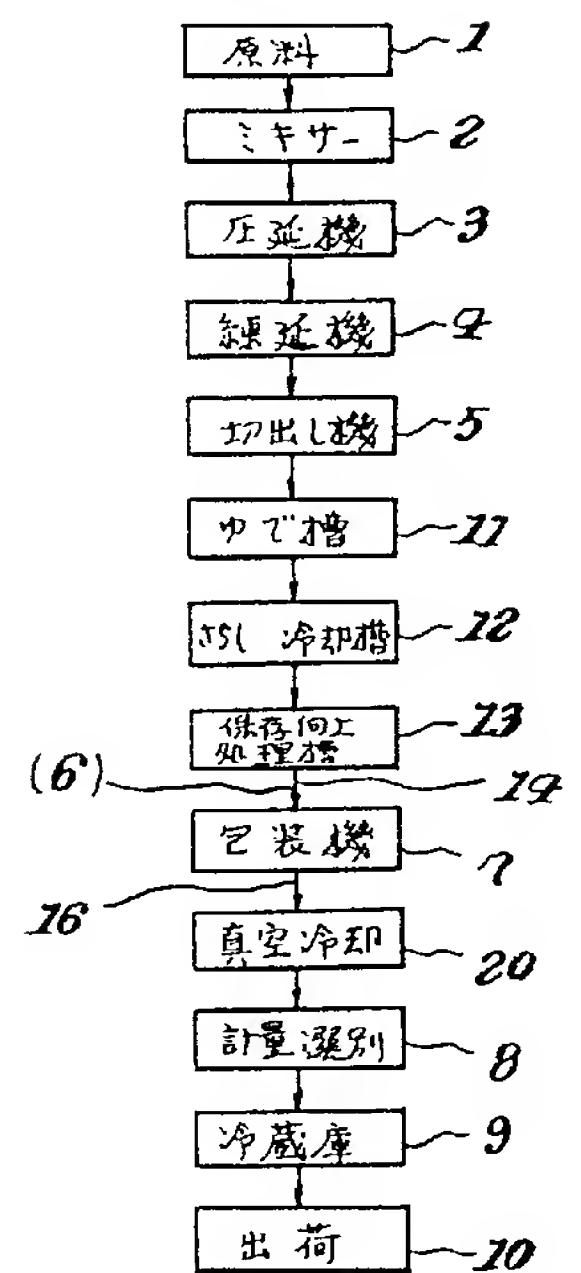 原料 1
ミキサー 2
圧延機 3
練延機 4
切出し機 5
ゆで槽 11
さらし 冷却槽 12
保存向上
処理槽 13
(6) 14
包装機 7
16
真空冷却 20
計量選別 8
冷蔵庫 9
出荷 10